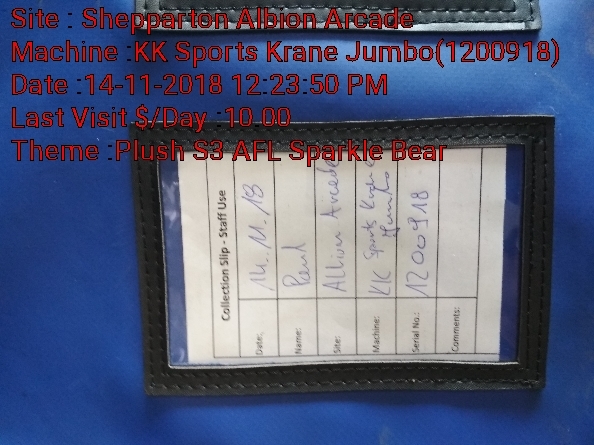 Site : Shepparton Albion Arcade
Machine :KK Sports Krane Jumbo(1200918)
Date :14-11-2018 12:23:50 PM
Last Visit $/Day :10.00
Theme :Plush S3 AFL Sparkle Bear
Collection Slip - Staff Use
Date: 14.11.18
Name: Paul
Site: Albion Arcade
Machine: KK Sports Krane Jumbo
Serial No.: 1200918
Comments: